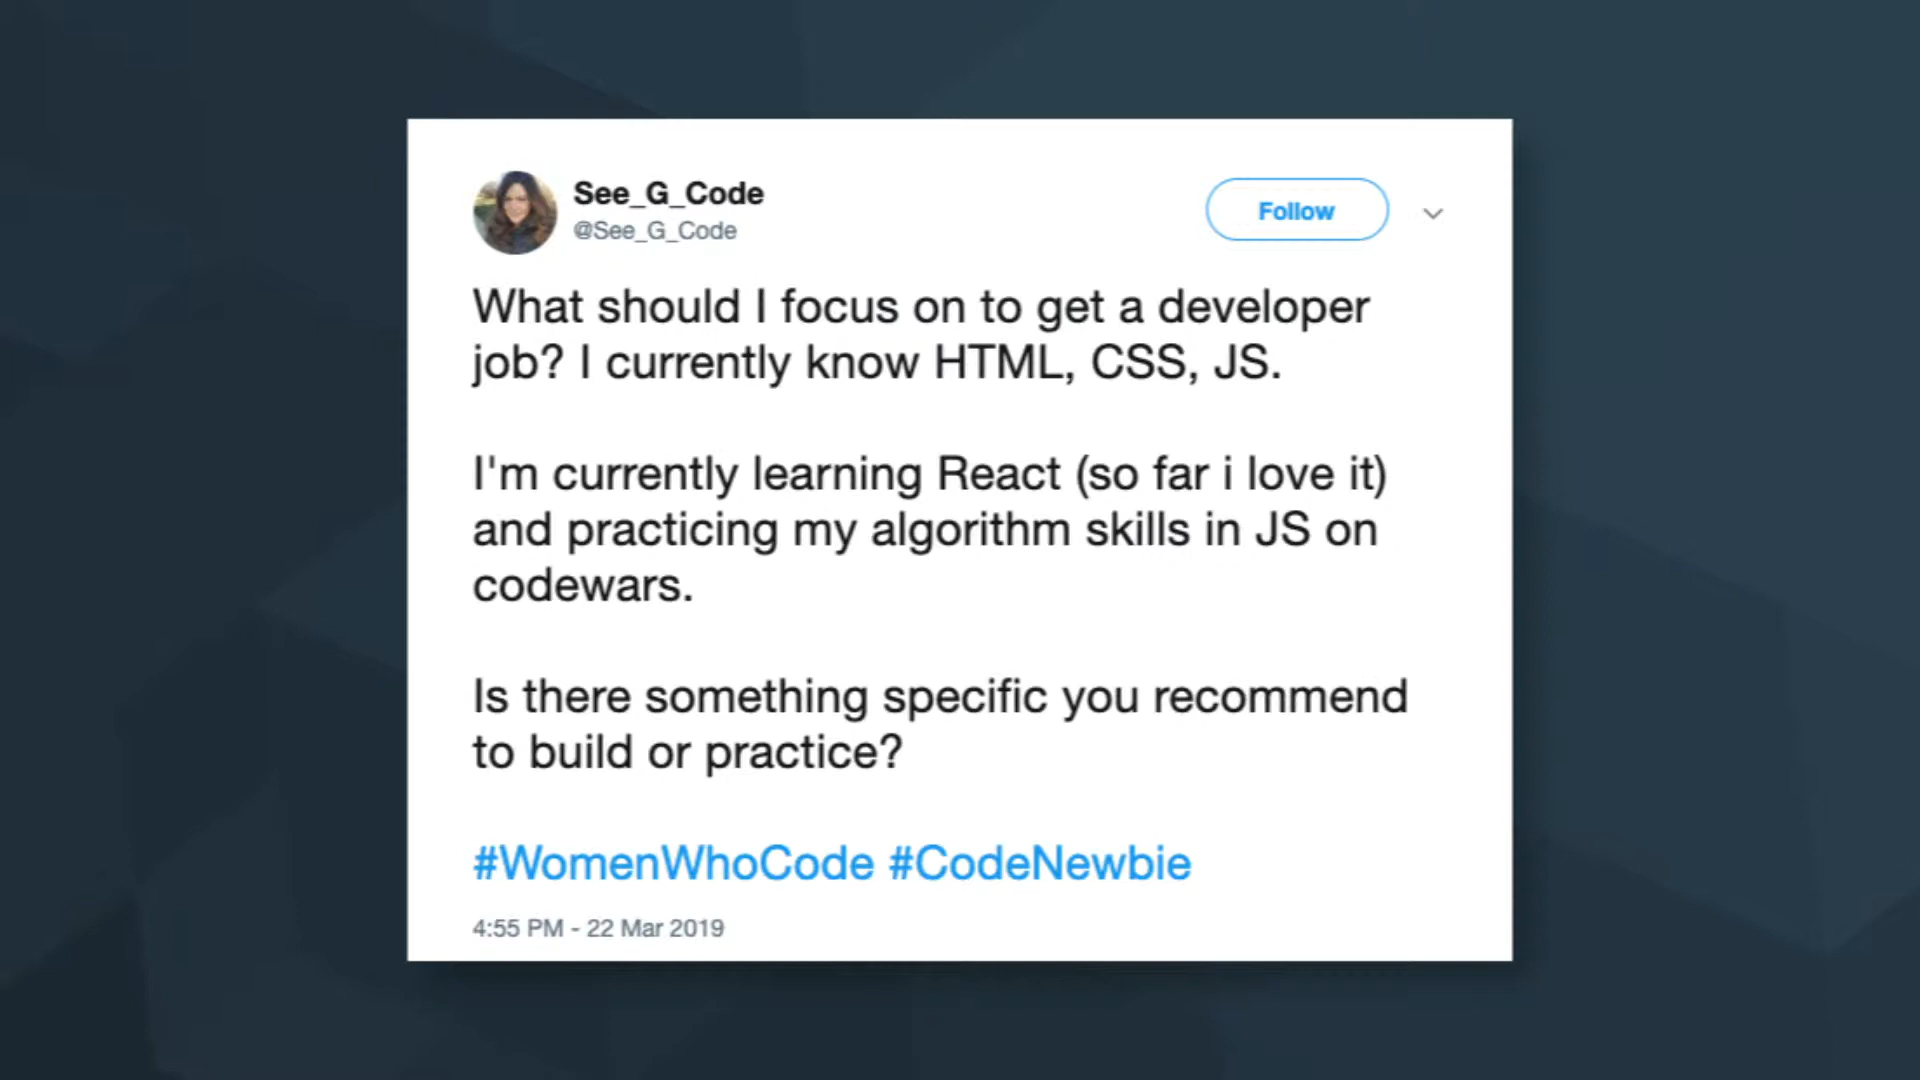 See_G_Code
@See_G_Code
Follow
What should I focus on to get a developer
job? I currently know HTML, CSS, JS.
I'm currently learning React (so far i love it)
and practicing my algorithm skills in JS on
codewars.
Is there something specific you recommend
to build or practice?
#WomenWhoCode #CodeNewbie
4:55 PM - 22 Mar 2019